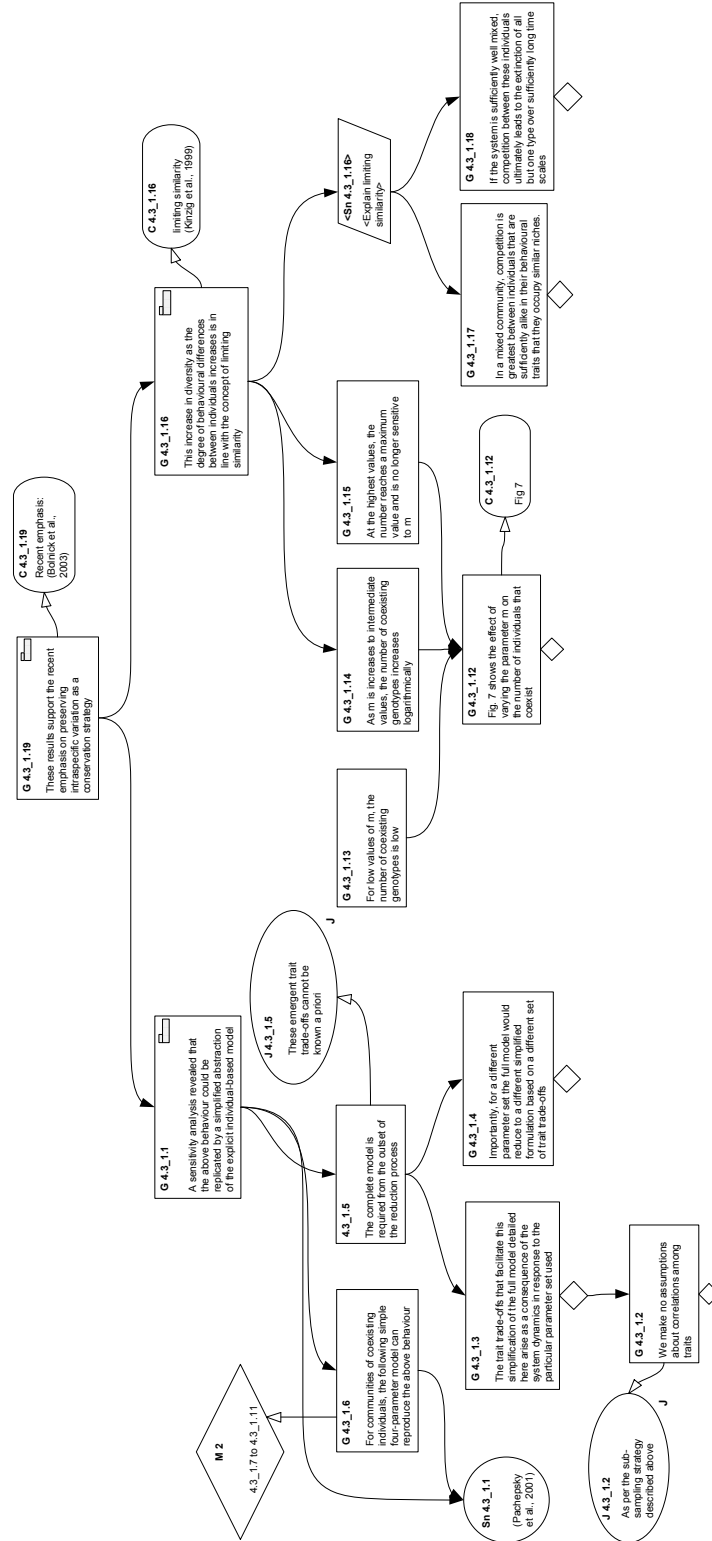 G 4.3_1.19
These results support the recent
emphasis on preserving
intraspecific variation as a
conservation strategy
C 4.3_1.19
Recent emphasis:
(Bolnick et al.,
2003)
G 4.3_1.1
A sensitivity analysis revealed that
the above behaviour could be
replicated by a simplified abstraction
of the explicit individual-based model
G 4.3_1.16
This increase in diversity as the
degree of behavioural differences
between individuals increases is in
line with the concept of limiting
similarity
C 4.3_1.16
limiting similarity
(Kinzig et al., 1999)
M 2
4.3_1.7 to 4.3_1.11
J 4.3_1.5
These emergent trait
trade-offs cannot be
known a priori
J
G 4.3_1.6
For communities of coexisting
individuals, the following simple
four-parameter model can
reproduce the above behaviour
4.3_1.5
The complete model is
required from the outset of
the reduction process
G 4.3_1.13
For low values of m, the
number of coexisting
genotypes is low
G 4.3_1.14
As m is increases to intermediate
values, the number of coexisting
genotypes increases
logarithmically
G 4.3_1.15
At the highest values, the
number reaches a maximum
value and is no longer sensitive
to m
<Sn 4.3_1.16>
<Explain limiting
similarity>
Sn 4.3_1.1
(Pachepsky
et al., 2001)
G 4.3_1.3
The trait trade-offs that facilitate this
simplification of the full model detailed
here arise as a consequence of the
system dynamics in response to the
particular parameter set used
G 4.3_1.4
Importantly, for a different
parameter set the full model would
reduce to a different simplified
formulation based on a different set
of trait trade-offs
G 4.3_1.12
Fig. 7 shows the effect of
varying the parameter m on
the number of individuals that
coexist
C 4.3_1.12
Fig 7
G 4.3_1.17
In a mixed community, competition is
greatest between individuals that are
sufficiently alike in their behavioural
traits that they occupy similar niches.
G 4.3_1.18
If the system is sufficiently well mixed,
competition between these individuals
ultimately leads to the extinction of all
but one type over sufficiently long time
scales
J 4.3_1.2
As per the sub-
sampling strategy
described above
J
G 4.3_1.2
We make no assumptions
about correlations among
traits